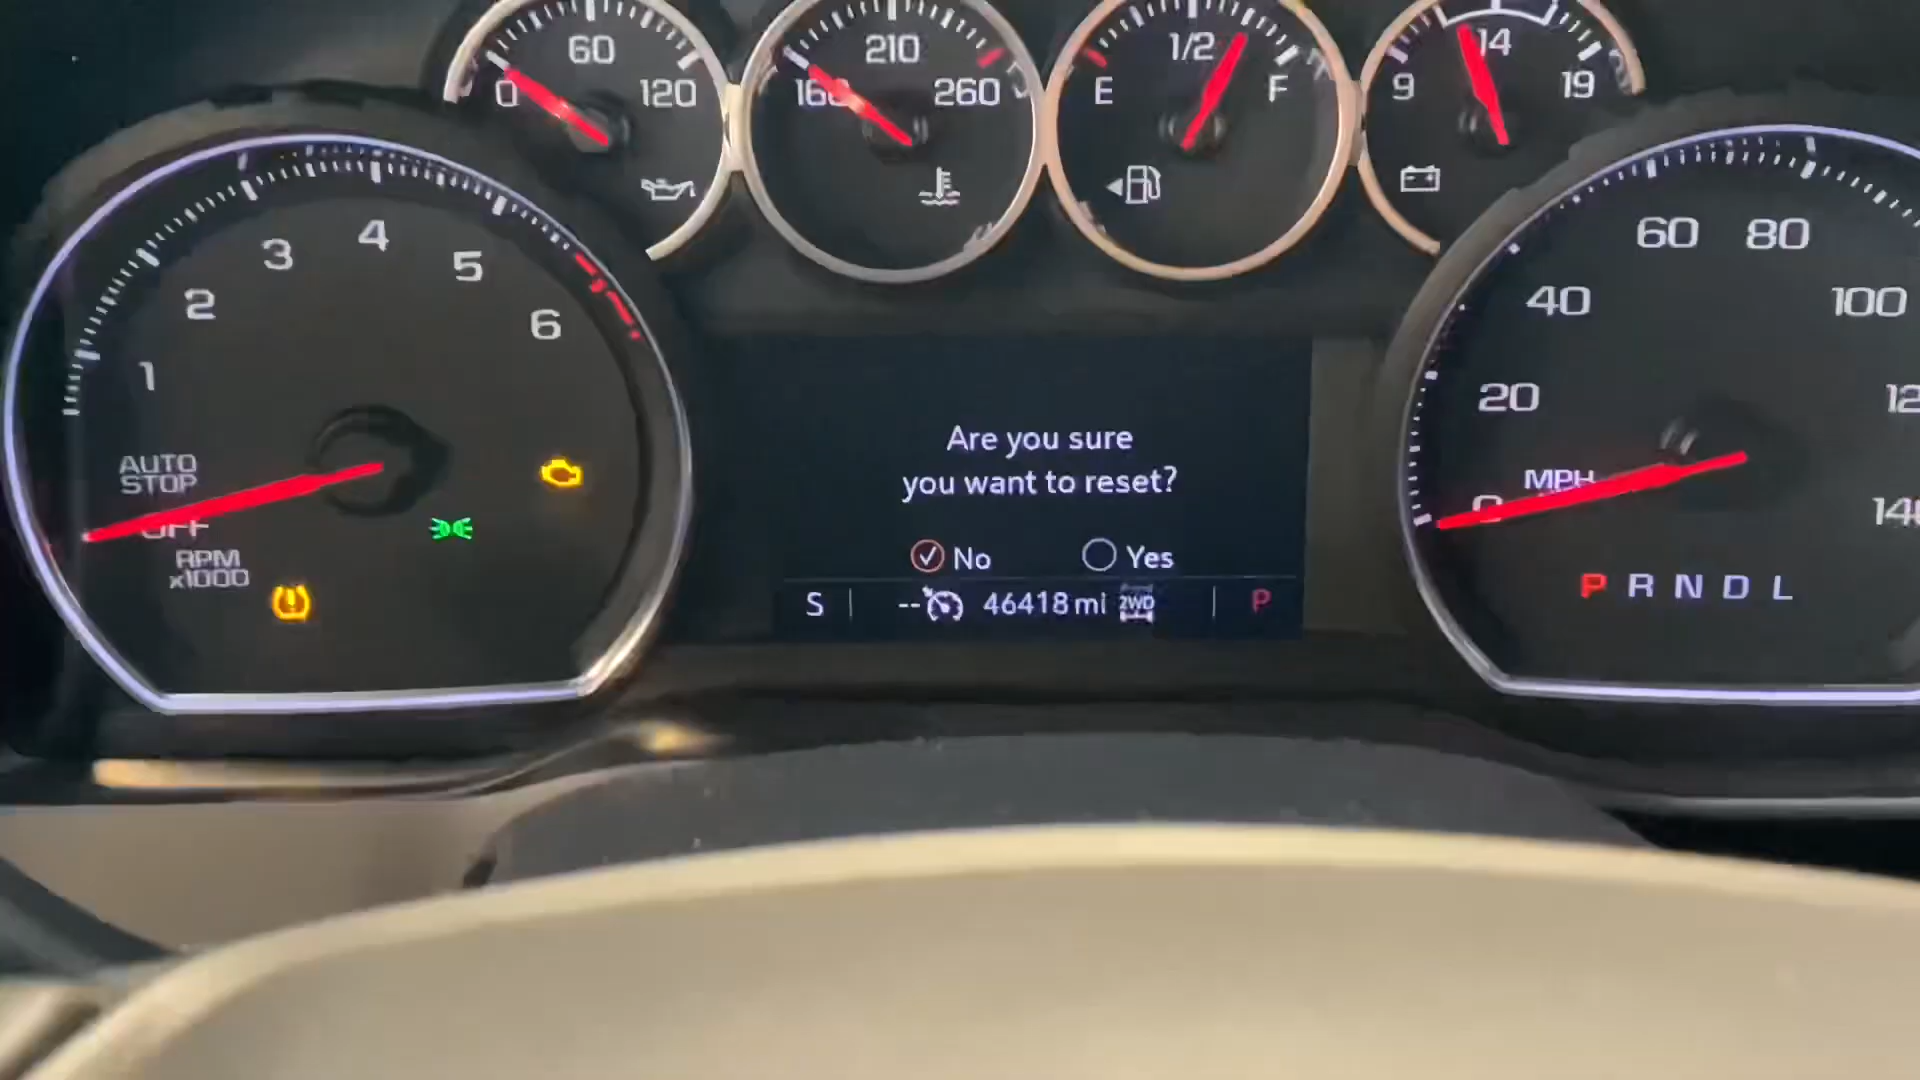 0 60 120
160 210 260
E 1/2 F
9 14 19
1 2 3 4 5 6
AUTO
STOP
OFF
RPM
x1000
Are you sure
you want to reset?
No Yes
S | -- 46418 mi 2WD | P
0 20 40 60 80 100
MPH
P R N D L